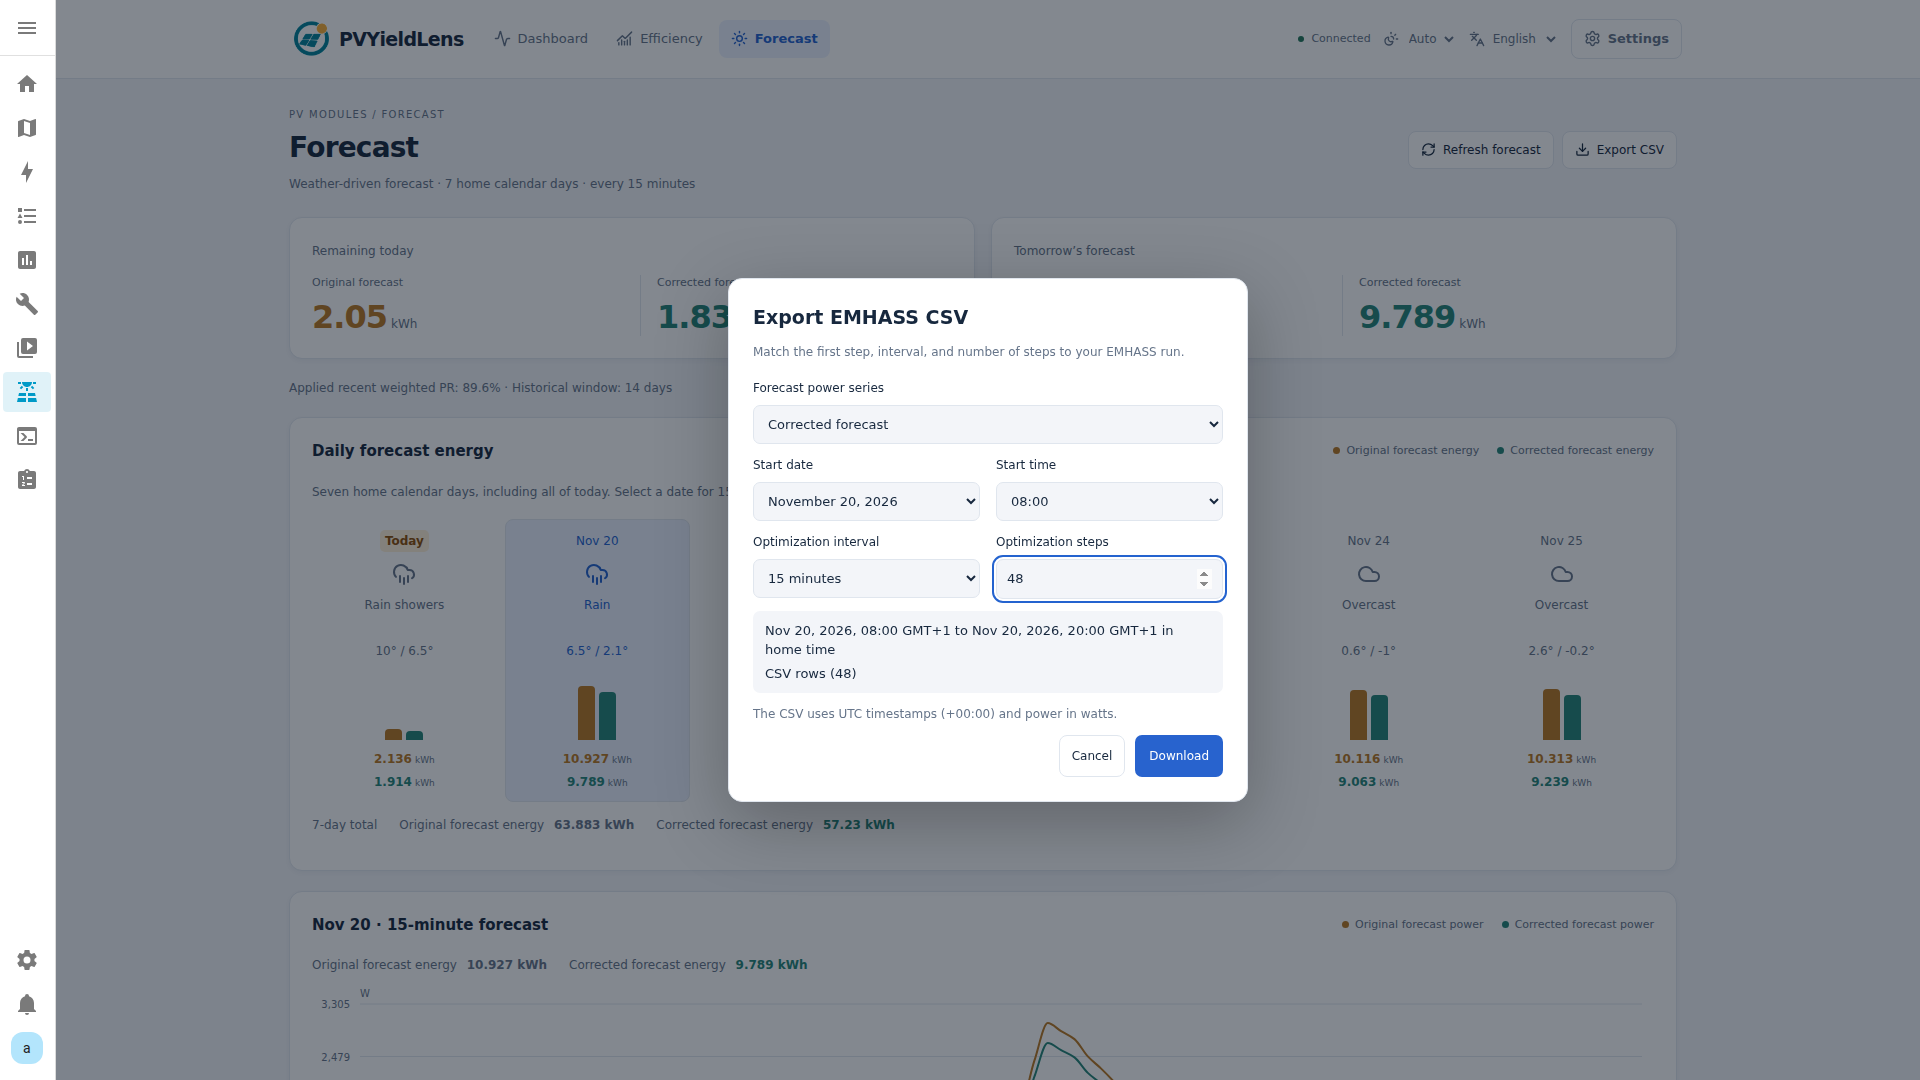 PVYieldLens
Dashboard
Efficiency
Forecast
Connected
Auto
English
Settings
PV MODULES / FORECAST
Forecast
Weather-driven forecast · 7 home calendar days · every 15 minutes
Refresh forecast
Export CSV
Remaining today
Original forecast
2.05 kWh
Corrected for
1.83
Tomorrow's forecast
Corrected forecast
9.789 kWh
Applied recent weighted PR: 89.6% · Historical window: 14 days
Daily forecast energy
Original forecast energy
Corrected forecast energy
Seven home calendar days, including all of today. Select a date for 15
Today
Rain showers
10° / 6.5°
2.136 kWh
1.914 kWh
Nov 20
Rain
6.5° / 2.1°
10.927 kWh
9.789 kWh
Nov 24
Overcast
0.6° / -1°
10.116 kWh
9.063 kWh
Nov 25
Overcast
2.6° / -0.2°
10.313 kWh
9.239 kWh
7-day total Original forecast energy 63.883 kWh Corrected forecast energy 57.23 kWh
Export EMHASS CSV
Match the first step, interval, and number of steps to your EMHASS run.
Forecast power series
Corrected forecast
Start date
November 20, 2026
Start time
08:00
Optimization interval
15 minutes
Optimization steps
48
Nov 20, 2026, 08:00 GMT+1 to Nov 20, 2026, 20:00 GMT+1 in
home time
CSV rows (48)
The CSV uses UTC timestamps (+00:00) and power in watts.
Cancel
Download
Nov 20 · 15-minute forecast
Original forecast power
Corrected forecast power
Original forecast energy 10.927 kWh Corrected forecast energy 9.789 kWh
W
3,305
2,479
a